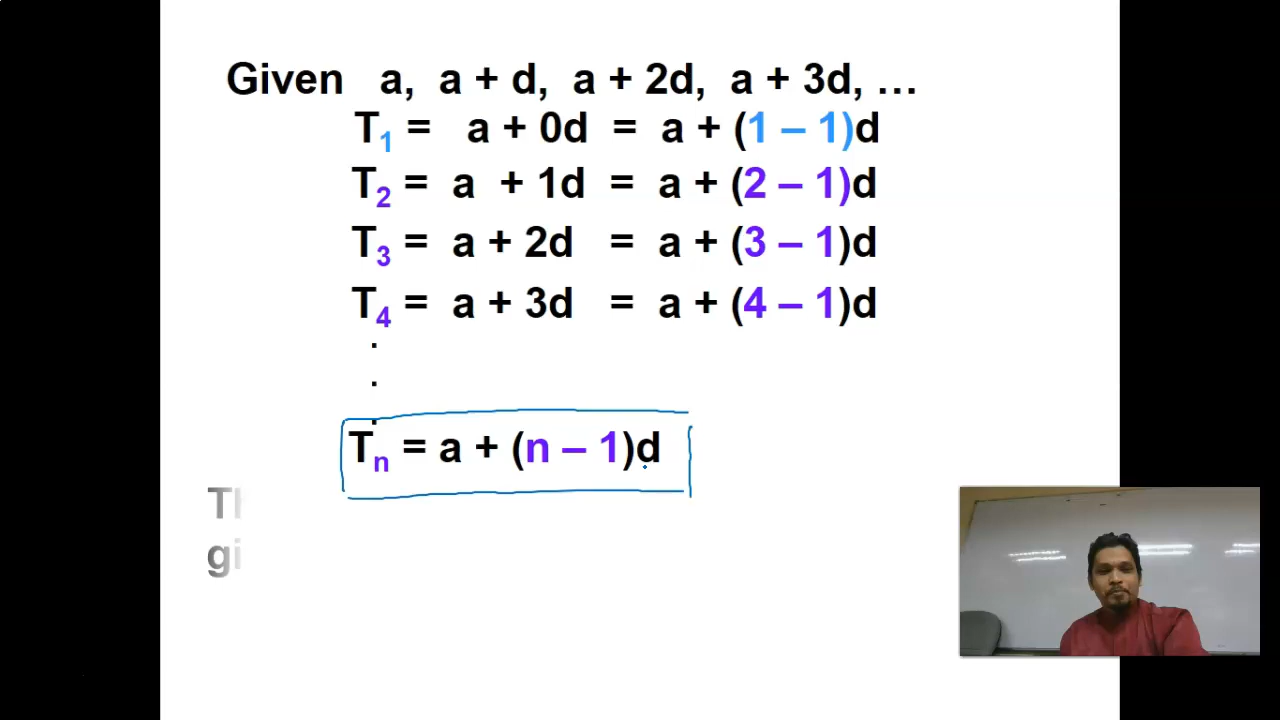 Given a, a + d, a + 2d, a + 3d, …
T₁ = a + 0d = a + (1 – 1)d
T₂ = a + 1d = a + (2 – 1)d
T₃ = a + 2d = a + (3 – 1)d
T₄ = a + 3d = a + (4 – 1)d
.
.
.
Tₙ = a + (n – 1)d